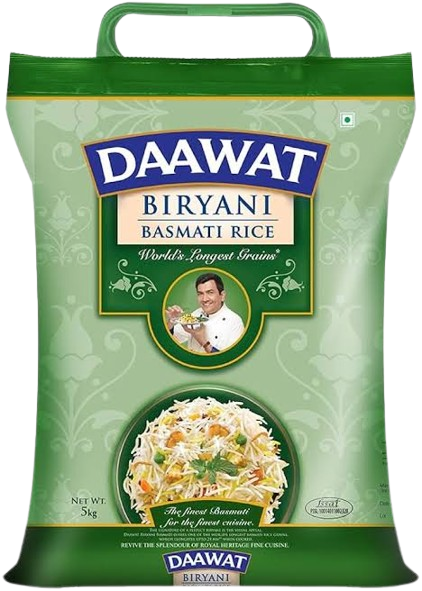 DAAWAT
BIRYANI
BASMATI RICE
World's Longest Grains*
NET WT.
5kg
The finest Basmati
for the finest cuisine.
REVIVE THE SPLENDOUR OF ROYAL HERITAGE FINE CUISINE.
DAAWAT
BIRYANI